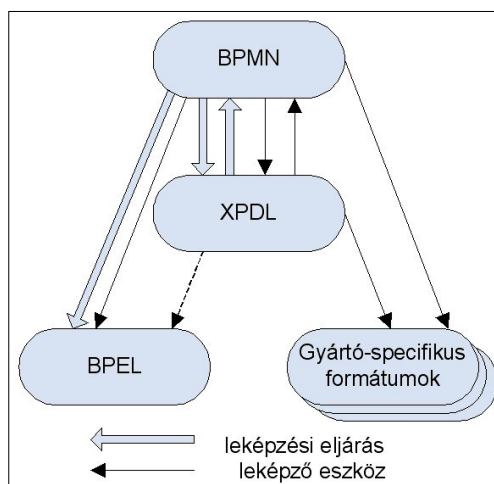 BPMN
XPDL
BPEL
Gyártó-specifikus
formátumok
leképzési eljárás
leképző eszköz